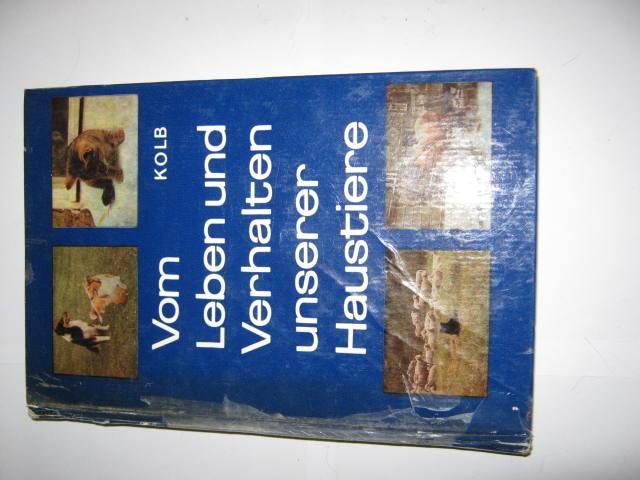 KOLB
Vom
Leben und
Verhalten
unserer
Haustiere